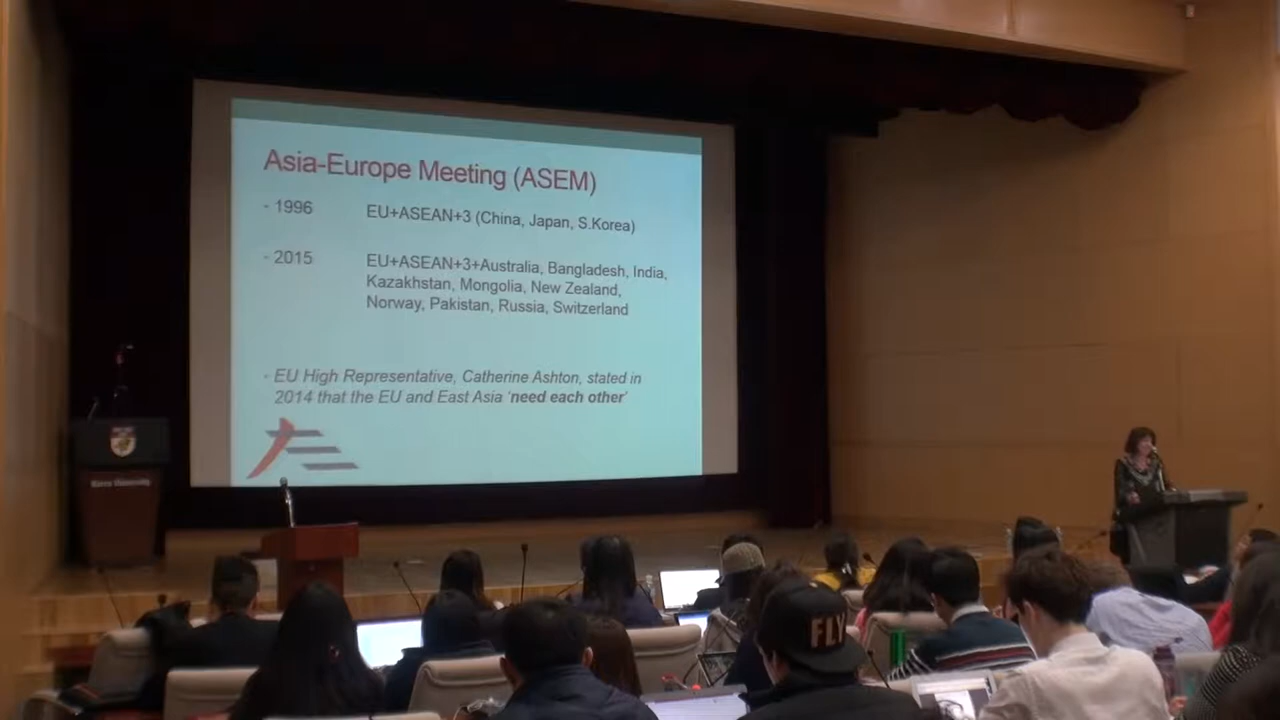 Asia-Europe Meeting (ASEM)
- 1996 EU+ASEAN+3 (China, Japan, S.Korea)
- 2015 EU+ASEAN+3+Australia, Bangladesh, India,
Kazakhstan, Mongolia, New Zealand,
Norway, Pakistan, Russia, Switzerland
- EU High Representative, Catherine Ashton, stated in
2014 that the EU and East Asia ‘need each other’
Korea University
FLY